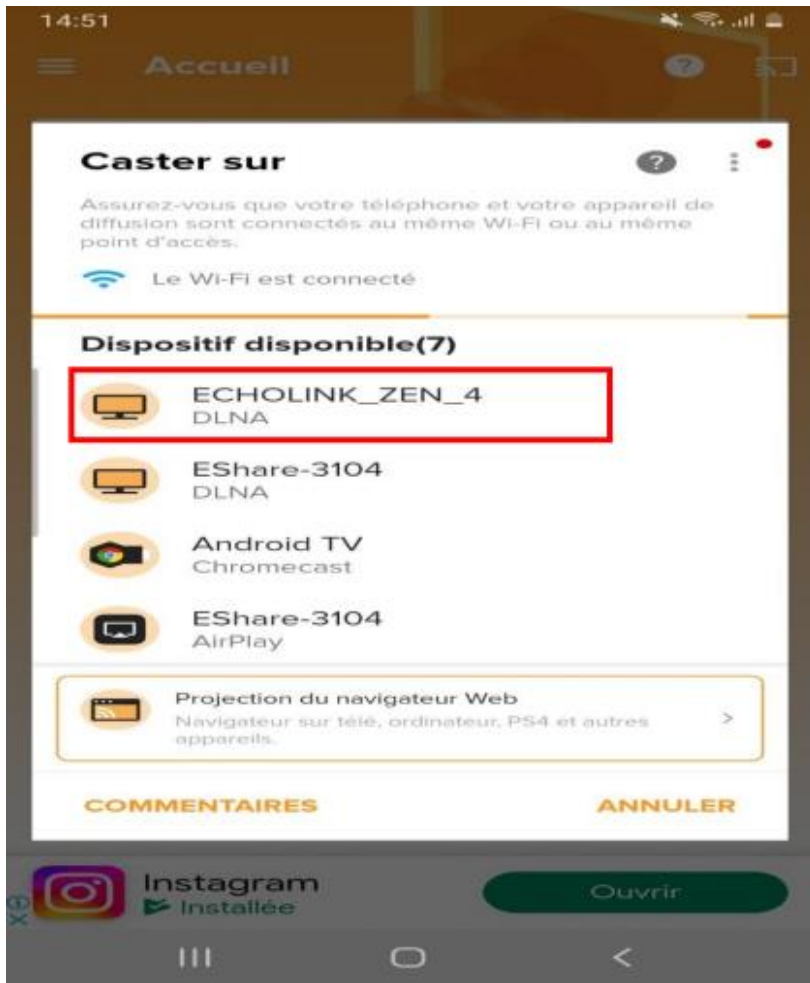 14:51
Accueil
Caster sur
Assurez-vous que votre téléphone et votre appareil de
diffusion sont connectés au même Wi-Fi ou au même
point d'accès.
Le Wi-Fi est connecté
Dispositif disponible(7)
ECHOLINK_ZEN_4
DLNA
EShare-3104
DLNA
Android TV
Chromecast
EShare-3104
AirPlay
Projection du navigateur Web
Navigateur sur télé, ordinateur, PS4 et autres
appareils.
COMMENTAIRES
ANNULER
Instagram
Installée
Ouvrir